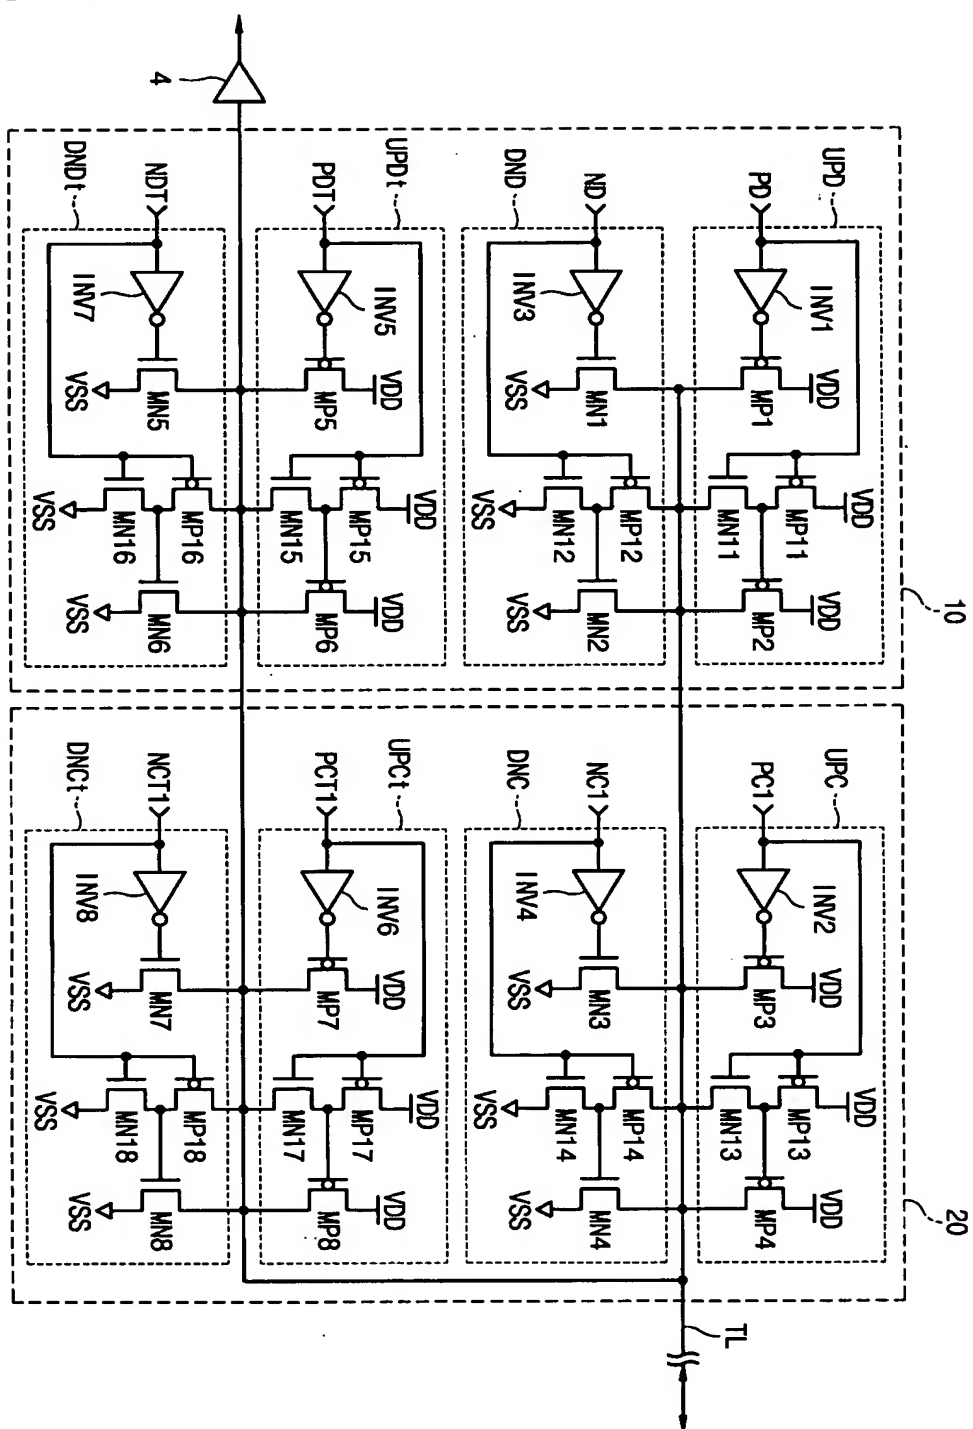 10
20
UPD
PD
INV1
VDD
MP1
VDD
MP11
MN11
VDD
MP2
DND
ND
INV3
MN1
VSS
MP12
MN12
VSS
MN2
VSS
UPDt
PDT
INV5
VDD
MP5
VDD
MP15
MN15
VDD
MP6
DNDt
NDT
INV7
MN5
VSS
MP16
MN16
VSS
MN6
VSS
4
UPC
PC1
INV2
VDD
MP3
VDD
MP13
MN13
VDD
MP4
DNC
NC1
INV4
MN3
VSS
MP14
MN14
VSS
MN4
VSS
UPCt
PCT1
INV6
VDD
MP7
VDD
MP17
MN17
VDD
MP8
DNCt
NCT1
INV8
MN7
VSS
MP18
MN18
VSS
MN8
VSS
TL